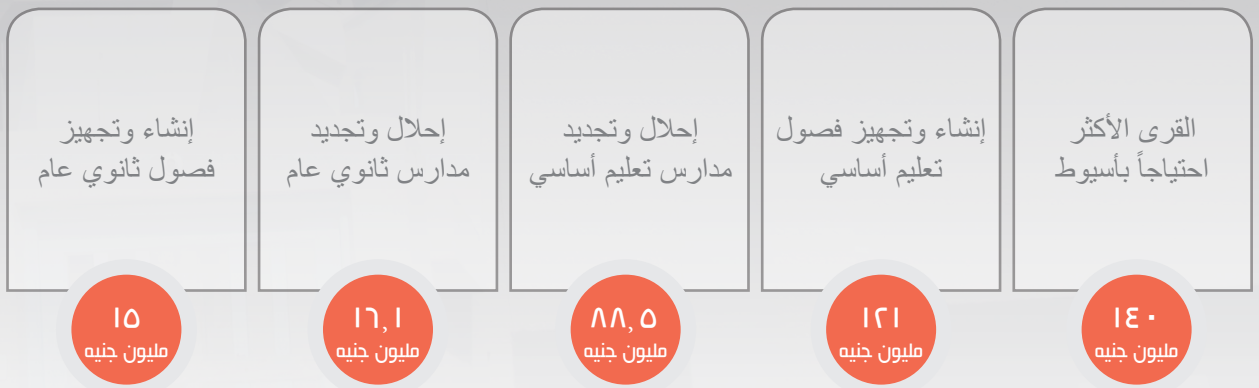 القرى الأكثر
احتياجاً بأسيوط
١٤٠
مليون جنيه
إنشاء وتجهيز فصول
تعليم أساسي
١٢١
مليون جنيه
إحلال وتجديد
مدارس تعليم أساسي
٨٨,٥
مليون جنيه
إحلال وتجديد
مدارس ثانوي عام
١٦,١
مليون جنيه
إنشاء وتجهيز
فصول ثانوي عام
١٥
مليون جنيه